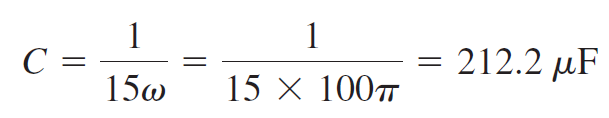 C = 1/15ω = 1/15 × 100π = 212.2 μF